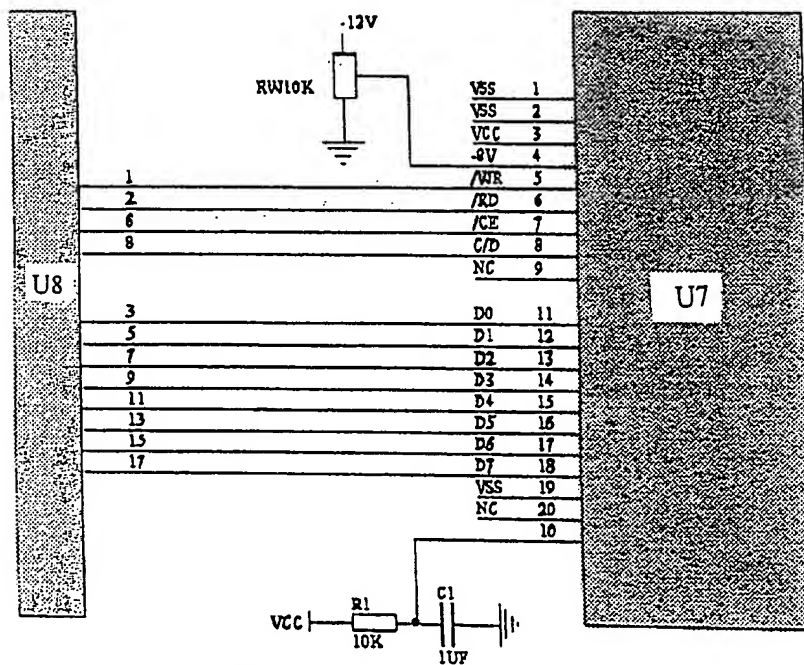 -12V
RW10K
VSS 1
VSS 2
VCC 3
-8V 4
1 /WR 5
2 /RD 6
6 /CE 7
8 C/D 8
NC 9
U8
U7
3 D0 11
5 D1 12
7 D2 13
9 D3 14
11 D4 15
13 D5 16
15 D6 17
17 D7 18
VSS 19
NC 20
10
VCC
R1
10K
C1
1UF